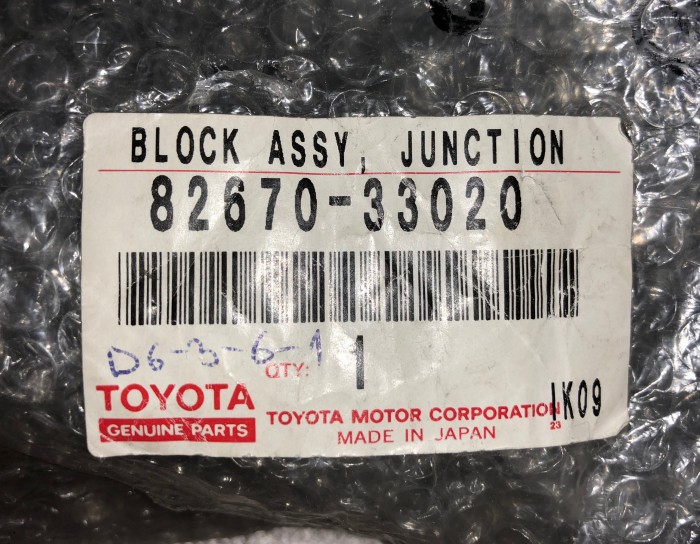 BLOCK ASSY, JUNCTION
82670-33020
D6-3-6-1
QTY: 1
TOYOTA
GENUINE PARTS
TOYOTA MOTOR CORPORATION
23
IK09
MADE IN JAPAN